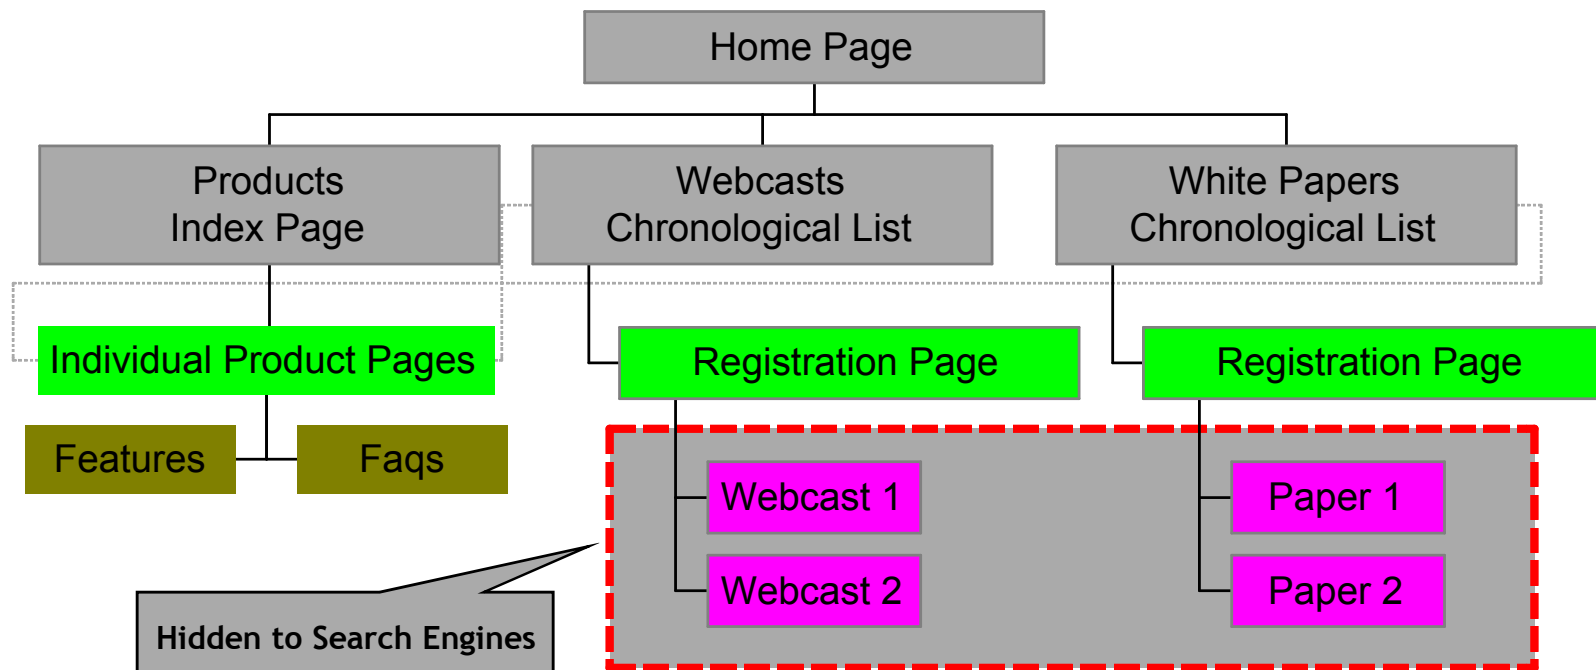 Home Page
Products
Index Page
Webcasts
Chronological List
White Papers
Chronological List
Individual Product Pages
Registration Page
Registration Page
Features
Faqs
Webcast 1
Paper 1
Webcast 2
Paper 2
Hidden to Search Engines